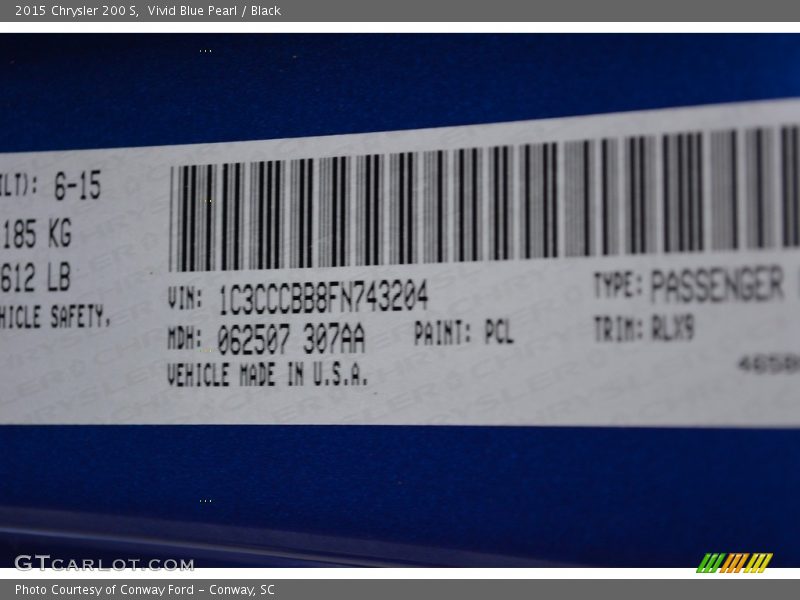 2015 Chrysler 200 S, Vivid Blue Pearl / Black
ILT): 6-15
185 KG
612 LB
HICLE SAFETY,
VIN: 1C3CCCBB8FN743204
MDH: 062507 307AA
PAINT: PCL
VEHICLE MADE IN U.S.A.
TYPE: PASSENGER
TRIM: RLX9
4658
GTCARLOT.COM
Photo Courtesy of Conway Ford – Conway, SC